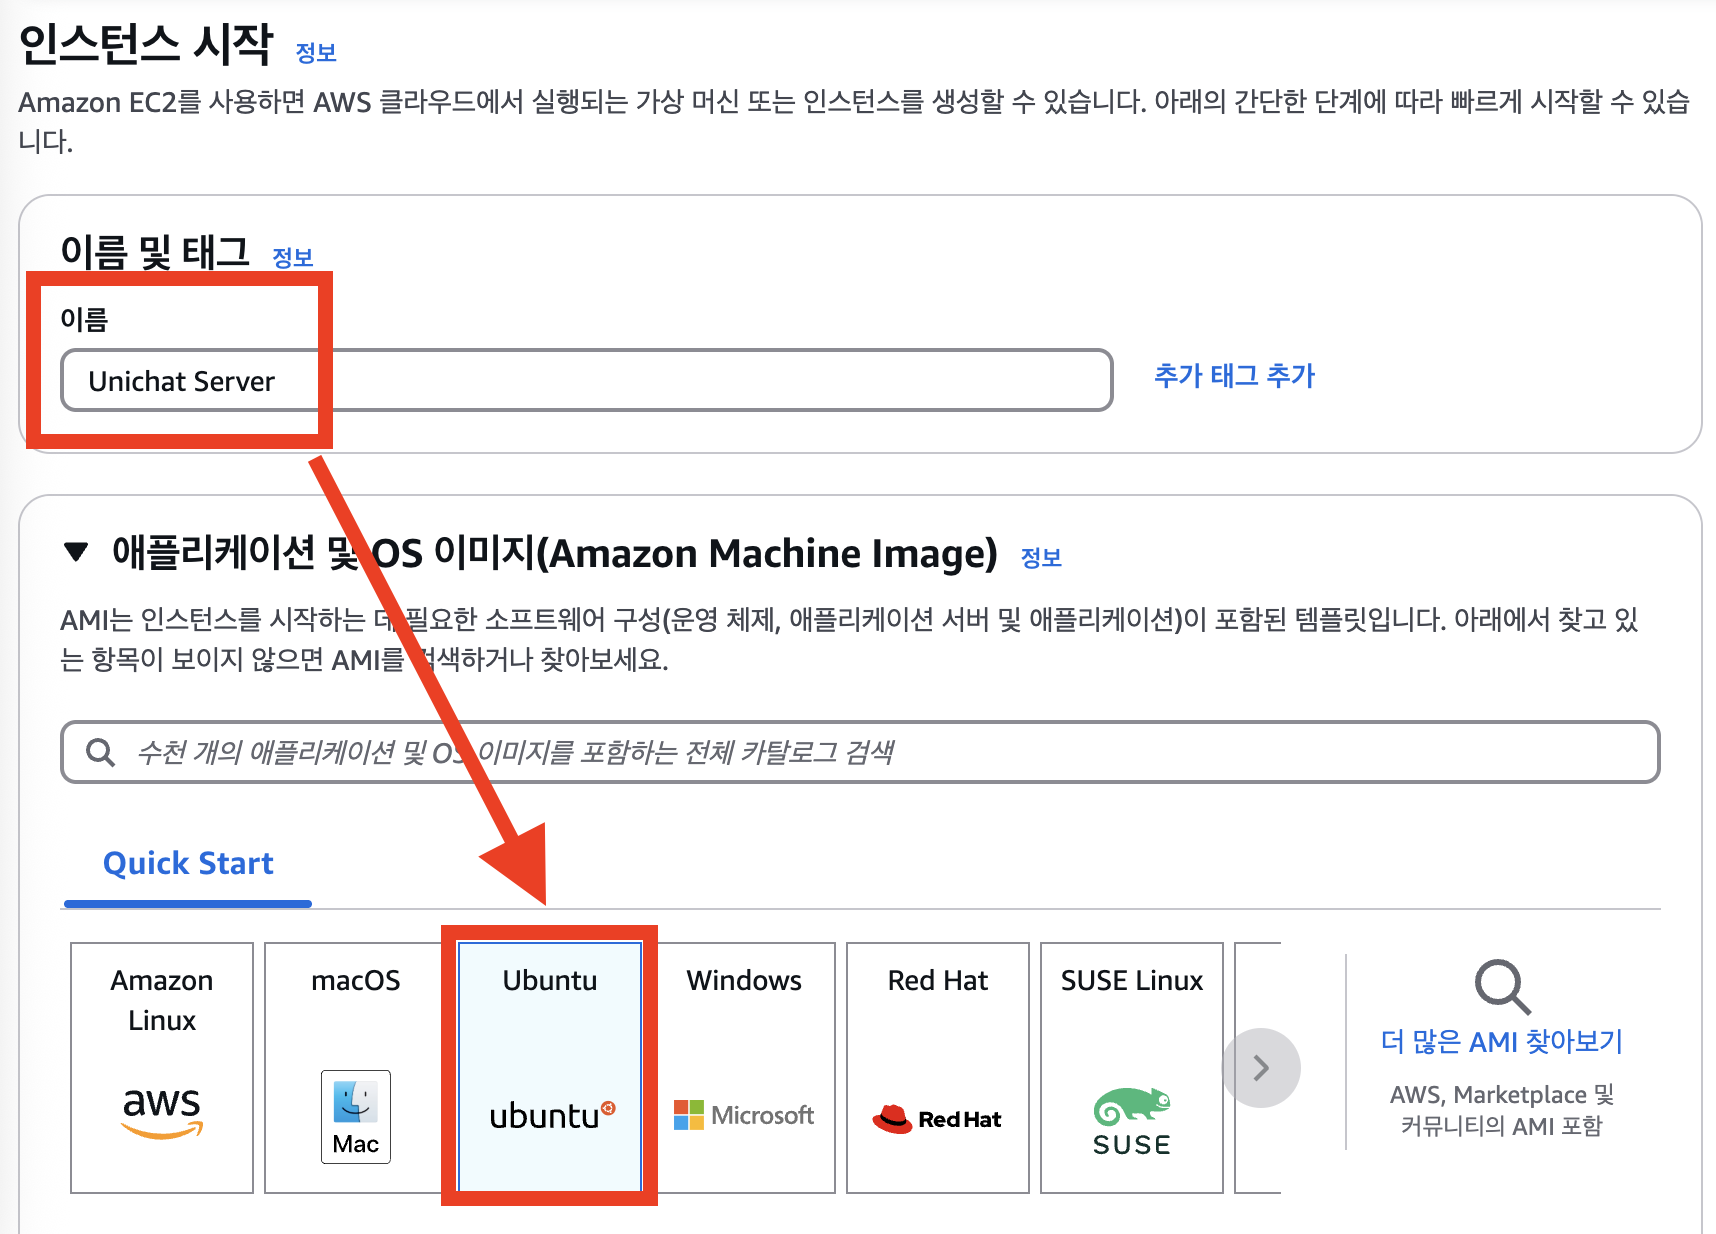 인스턴스 시작 정보
Amazon EC2를 사용하면 AWS 클라우드에서 실행되는 가상 머신 또는 인스턴스를 생성할 수 있습니다. 아래의 간단한 단계에 따라 빠르게 시작할 수 있습
니다.
이름 및 태그 정보
이름
Unichat Server
추가 태그 추가
애플리케이션 및 OS 이미지(Amazon Machine Image) 정보
AMI는 인스턴스를 시작하는 데 필요한 소프트웨어 구성(운영 체제, 애플리케이션 서버 및 애플리케이션)이 포함된 템플릿입니다. 아래에서 찾고 있
는 항목이 보이지 않으면 AMI를 검색하거나 찾아보세요.
수천 개의 애플리케이션 및 OS 이미지를 포함하는 전체 카탈로그 검색
Quick Start
Amazon
Linux
aws
macOS
Mac
Ubuntu
ubuntu
Windows
Microsoft
Red Hat
Red Hat
SUSE Linux
SUSE
더 많은 AMI 찾아보기
AWS, Marketplace 및
커뮤니티의 AMI 포함